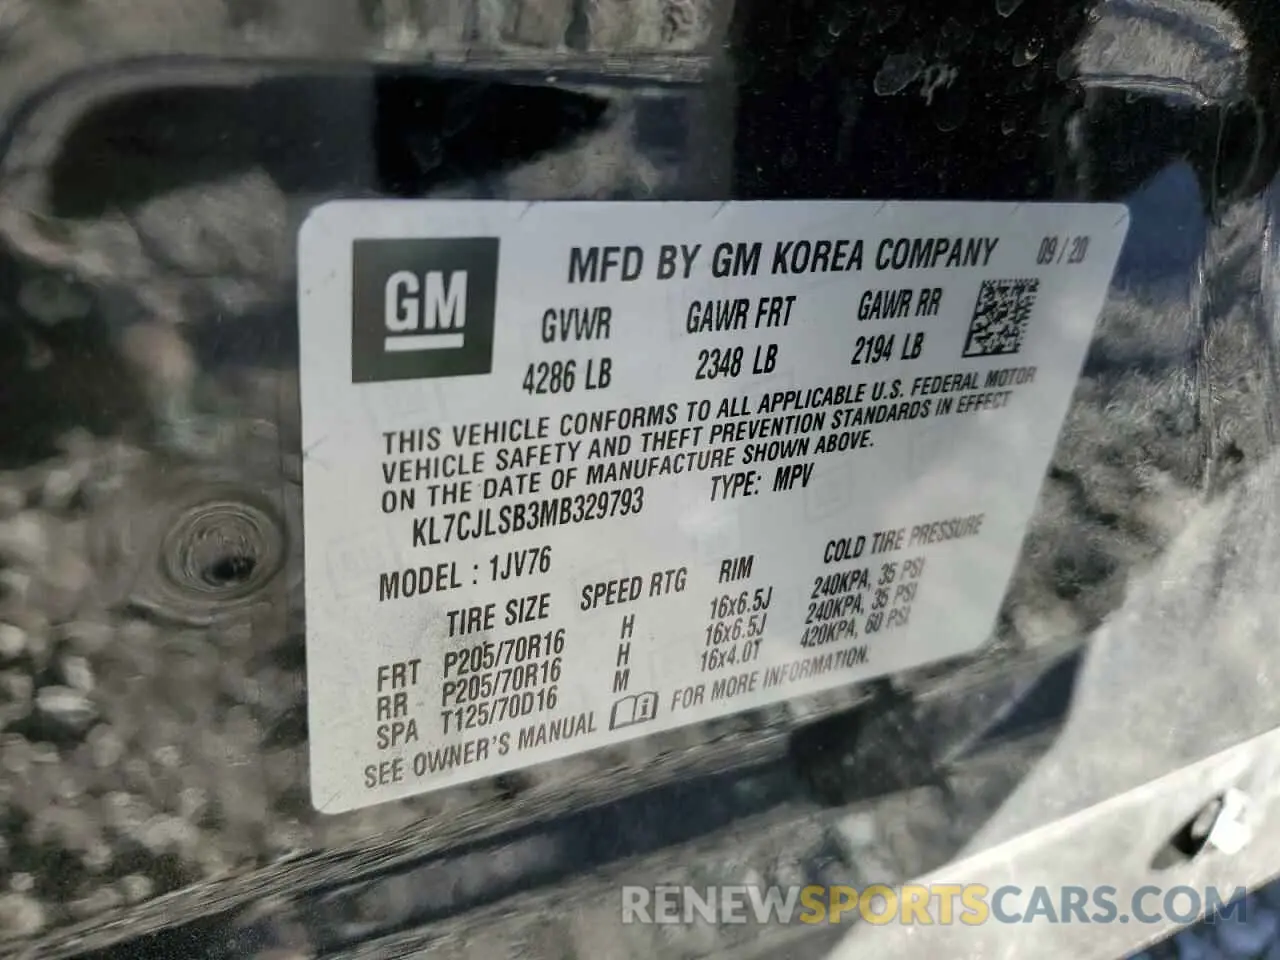 GM
MFD BY GM KOREA COMPANY 09/20
GVWR GAWR FRT GAWR RR
4286 LB 2348 LB 2194 LB
THIS VEHICLE CONFORMS TO ALL APPLICABLE U.S. FEDERAL MOTOR
VEHICLE SAFETY AND THEFT PREVENTION STANDARDS IN EFFECT
ON THE DATE OF MANUFACTURE SHOWN ABOVE.
KL7CJLSB3MB329793 TYPE: MPV
MODEL : 1JV76
TIRE SIZE SPEED RTG RIM COLD TIRE PRESSURE
FRT P205/70R16 H 16x6.5J 240KPA, 35 PSI
RR P205/70R16 H 16x6.5J 240KPA, 35 PSI
SPA T125/70D16 M 16x4.0T 420KPA, 60 PSI
SEE OWNER'S MANUAL FOR MORE INFORMATION.
RENEWSPORTSCARS.COM